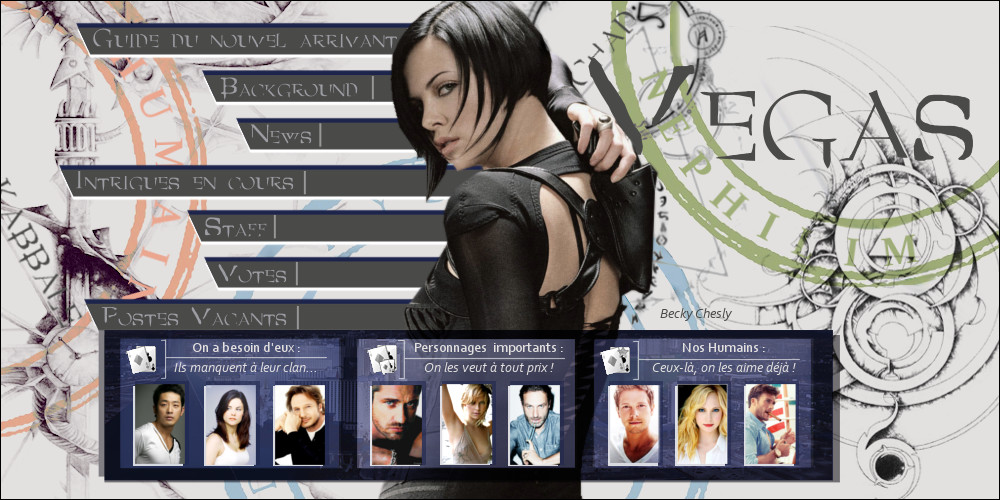 Guide du nouvel arrivant
Background |
News |
Intrigues en cours |
Staff |
Votes |
Postes Vacants |
Vegas
ZEPHIRIM
KABBAL
Becky Chesly
On a besoin d'eux :
Ils manquent à leur clan...
Personnages importants :
On les veut à tout prix !
Nos Humains :
Ceux-là, on les aime déjà !